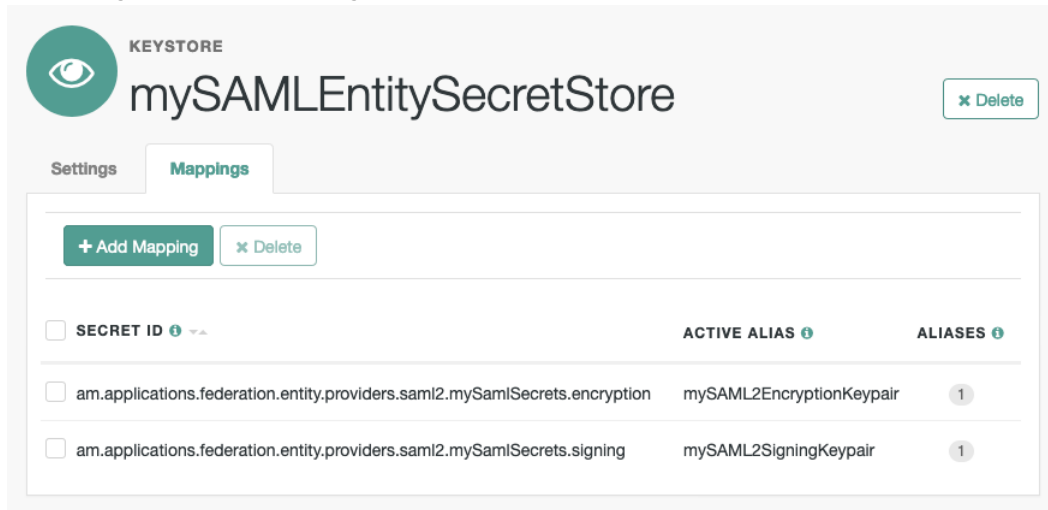 KEYSTORE
mySAMLEntitySecretStore
× Delete
Settings Mappings
+ Add Mapping × Delete
SECRET ID ACTIVE ALIAS ALIASES
am.applications.federation.entity.providers.saml2.mySamlSecrets.encryption mySAML2EncryptionKeypair 1
am.applications.federation.entity.providers.saml2.mySamlSecrets.signing mySAML2SigningKeypair 1